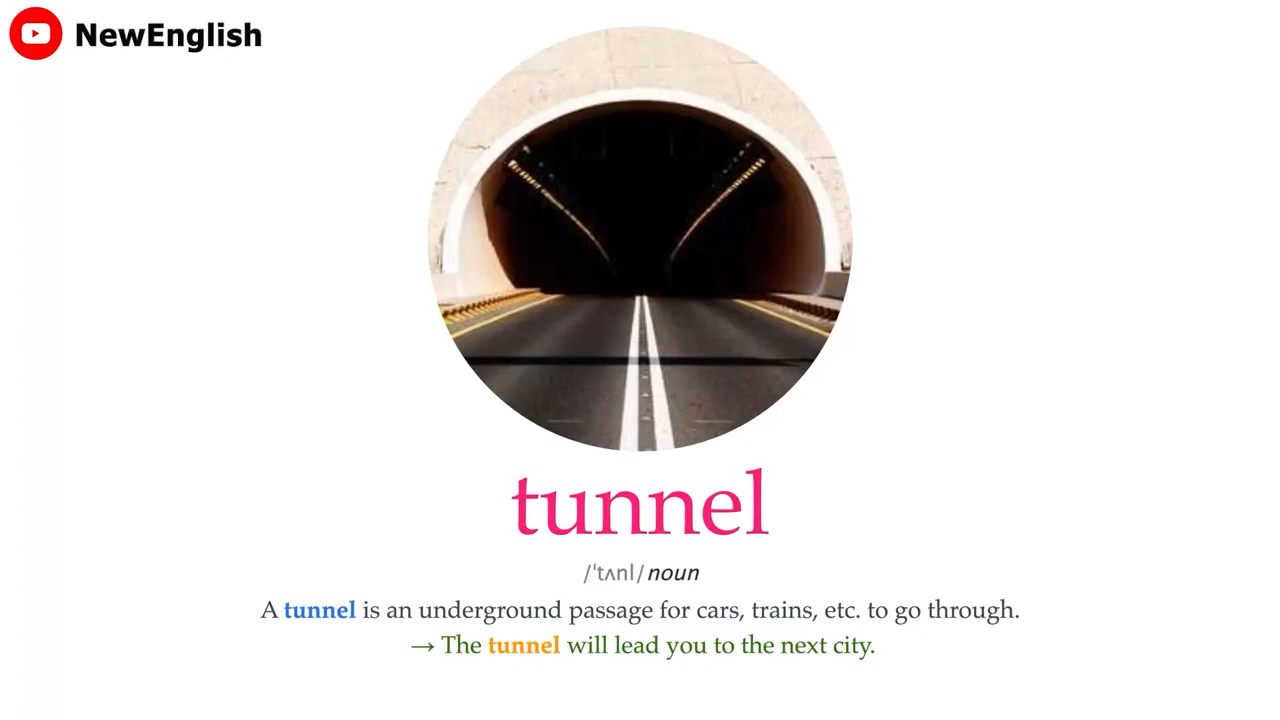 NewEnglish
tunnel
/ˈtʌnl/ noun
A tunnel is an underground passage for cars, trains, etc. to go through.
→ The tunnel will lead you to the next city.